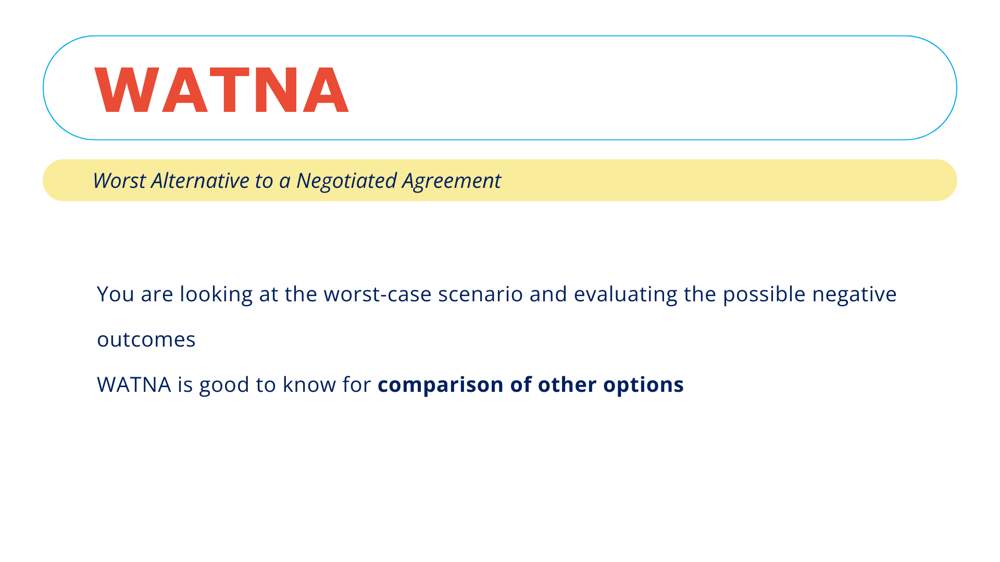 WATNA
Worst Alternative to a Negotiated Agreement
You are looking at the worst-case scenario and evaluating the possible negative
outcomes
WATNA is good to know for comparison of other options